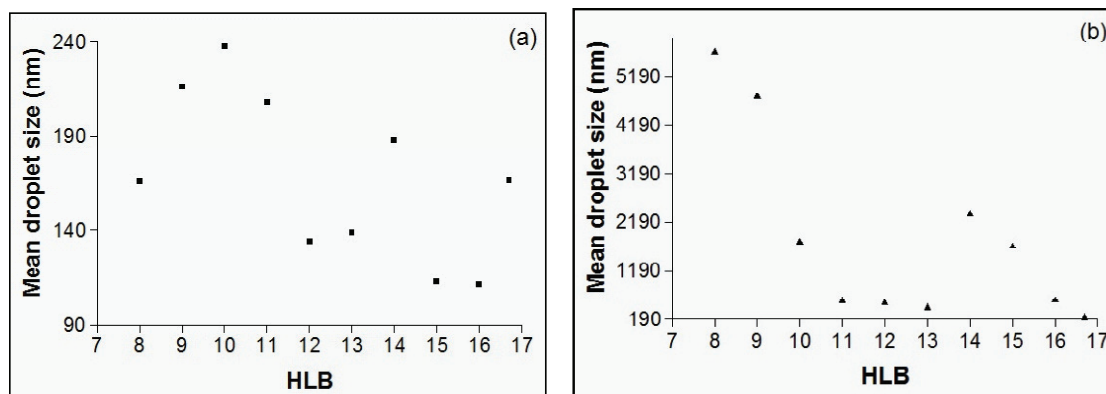 (a)
Mean droplet size (nm)
240
190
140
90
7 8 9 10 11 12 13 14 15 16 17
HLB
(b)
Mean droplet size (nm)
5190
4190
3190
2190
1190
190
7 8 9 10 11 12 13 14 15 16 17
HLB